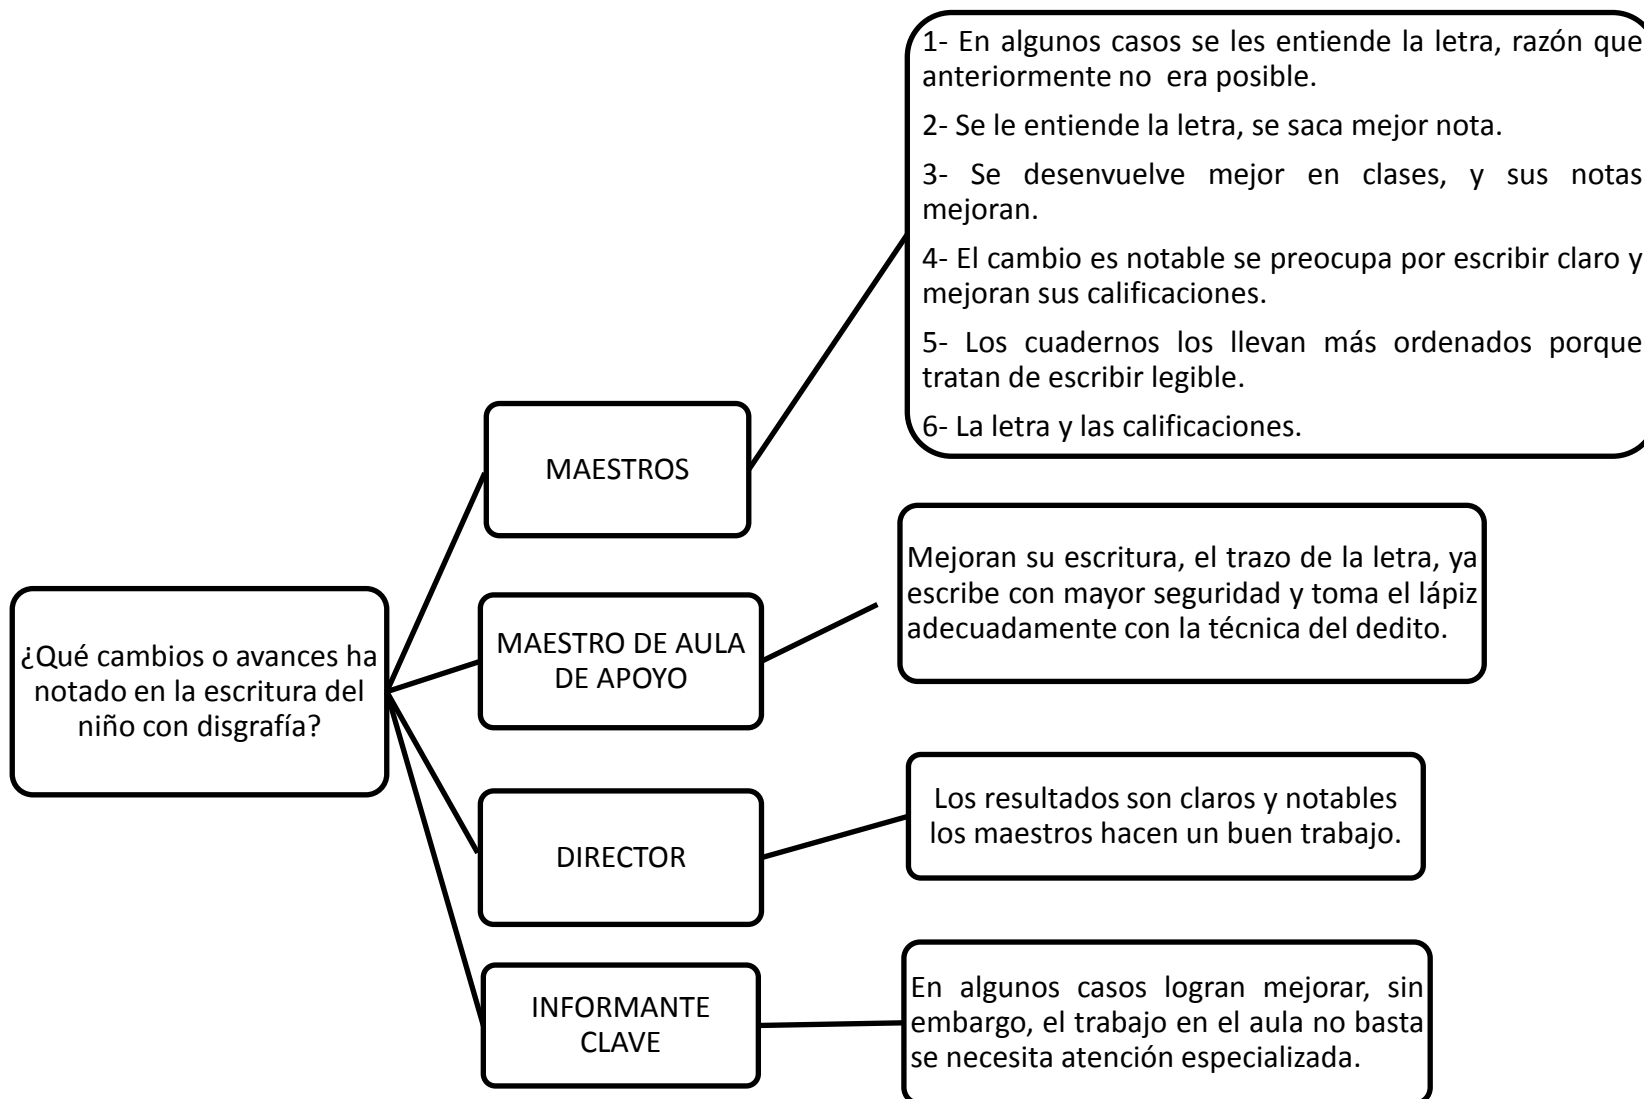 ¿Qué cambios o avances ha
notado en la escritura del
niño con disgrafía?
MAESTROS
1- En algunos casos se les entiende la letra, razón que
anteriormente no era posible.
2- Se le entiende la letra, se saca mejor nota.
3- Se desenvuelve mejor en clases, y sus notas
mejoran.
4- El cambio es notable se preocupa por escribir claro y
mejoran sus calificaciones.
5- Los cuadernos los llevan más ordenados porque
tratan de escribir legible.
6- La letra y las calificaciones.
MAESTRO DE AULA
DE APOYO
Mejoran su escritura, el trazo de la letra, ya
escribe con mayor seguridad y toma el lápiz
adecuadamente con la técnica del dedito.
DIRECTOR
Los resultados son claros y notables
los maestros hacen un buen trabajo.
INFORMANTE
CLAVE
En algunos casos logran mejorar, sin
embargo, el trabajo en el aula no basta
se necesita atención especializada.